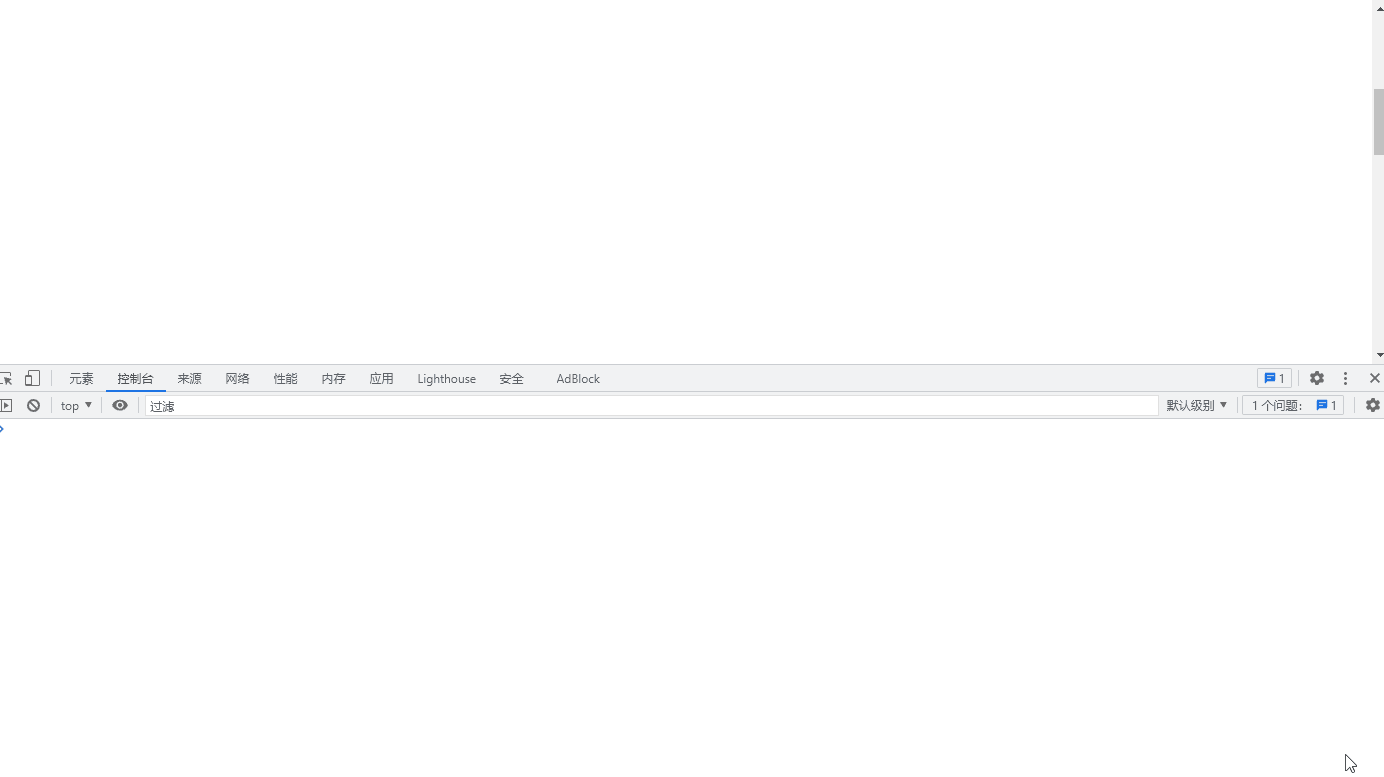 元素 控制台 来源 网络 性能 内存 应用 Lighthouse 安全 AdBlock 1
top 过滤 默认级别 1 个问题: 1